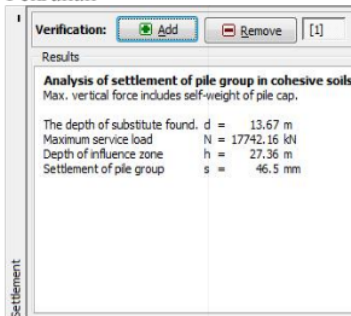 Verification: Add Remove [1]
Results
Analysis of settlement of pile group in cohesive soils
Max. vertical force includes self-weight of pile cap.
The depth of substitute found. d = 13.67 m
Maximum service load N = 17742.16 kN
Depth of influence zone h = 27.36 m
Settlement of pile group s = 46.5 mm
Settlement